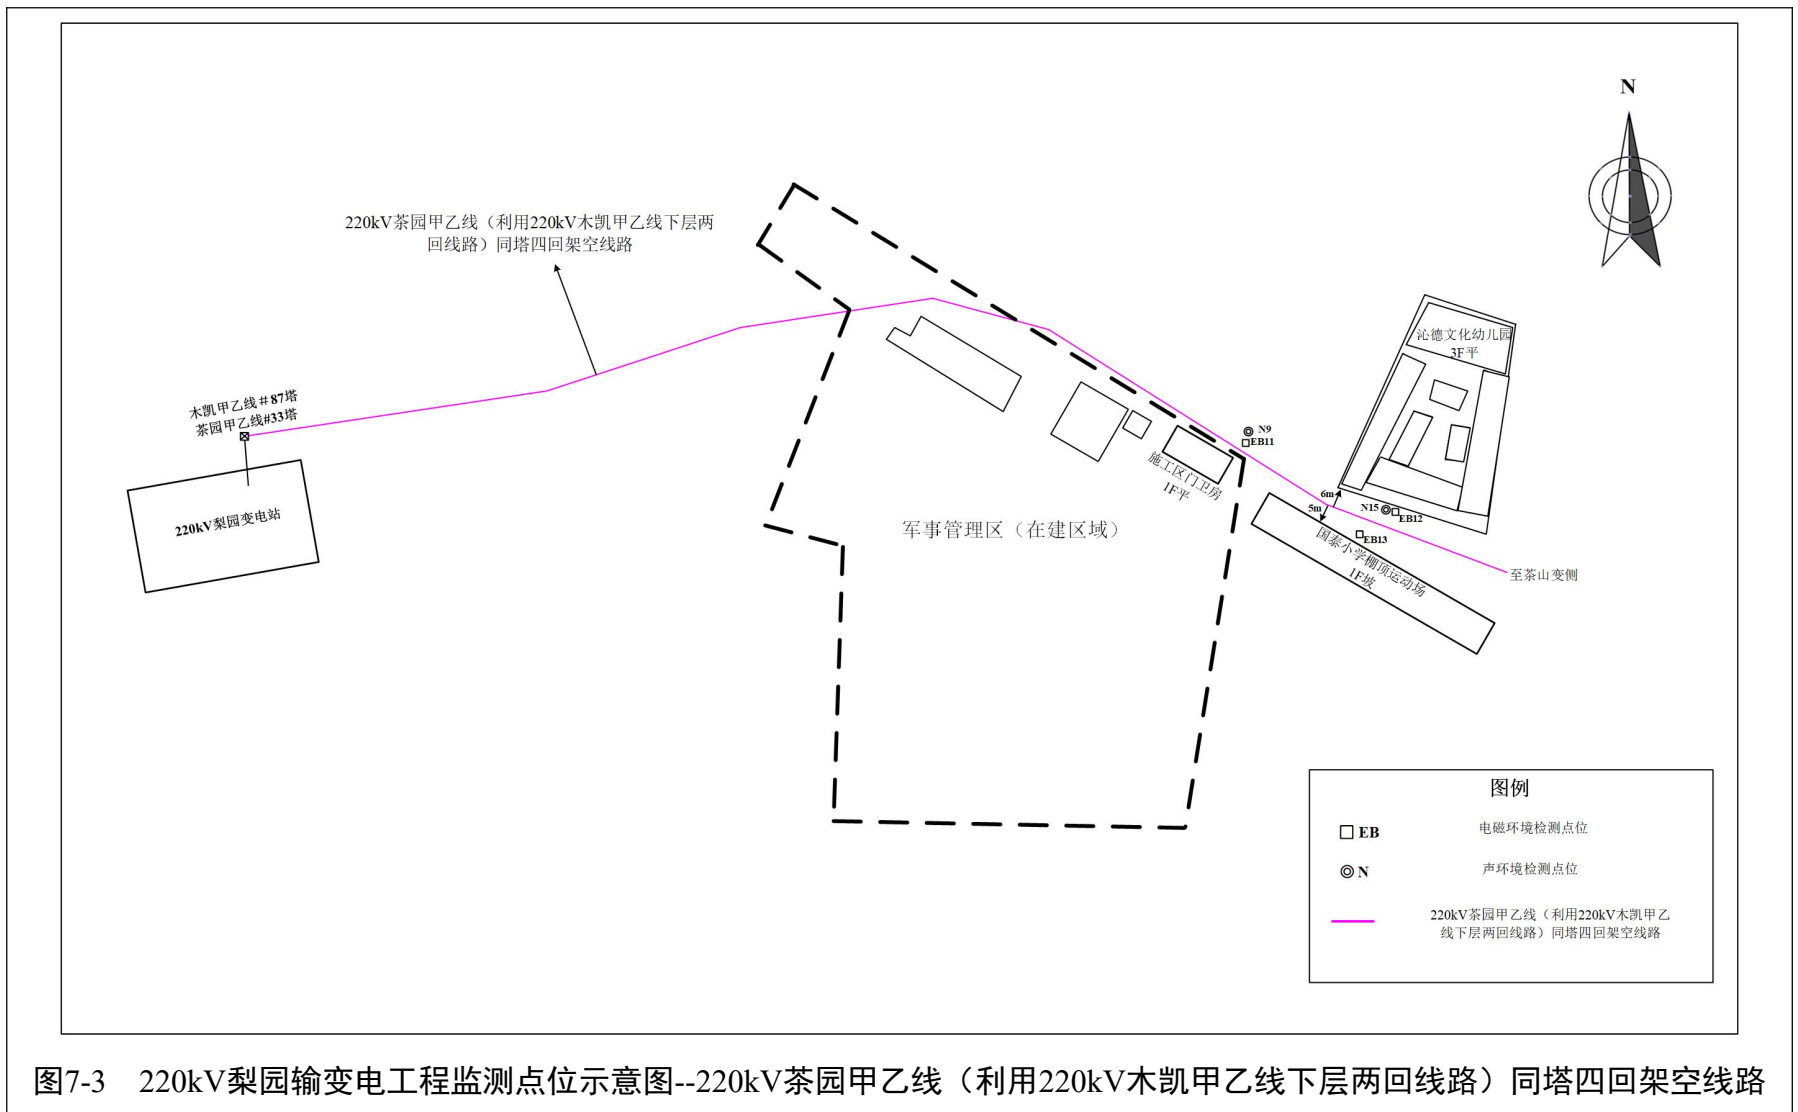 N
220kV茶园甲乙线（利用220kV木凯甲乙线下层两
回线路）同塔四回架空线路
沁德文化幼儿园
3F平
木凯甲乙线＃87塔
茶园甲乙线#33塔
N9
EB11
施工区门卫房
1F平
220kV梨园变电站
军事管理区（在建区域）
6m
5m
N15
EB12
EB13
国泰小学棚顶运动场
1F坡
至茶山变侧
图例
EB
电磁环境检测点位
N
声环境检测点位
220kV茶园甲乙线（利用220kV木凯甲乙
线下层两回线路）同塔四回架空线路
图7-3 220kV梨园输变电工程监测点位示意图--220kV茶园甲乙线（利用220kV木凯甲乙线下层两回线路）同塔四回架空线路